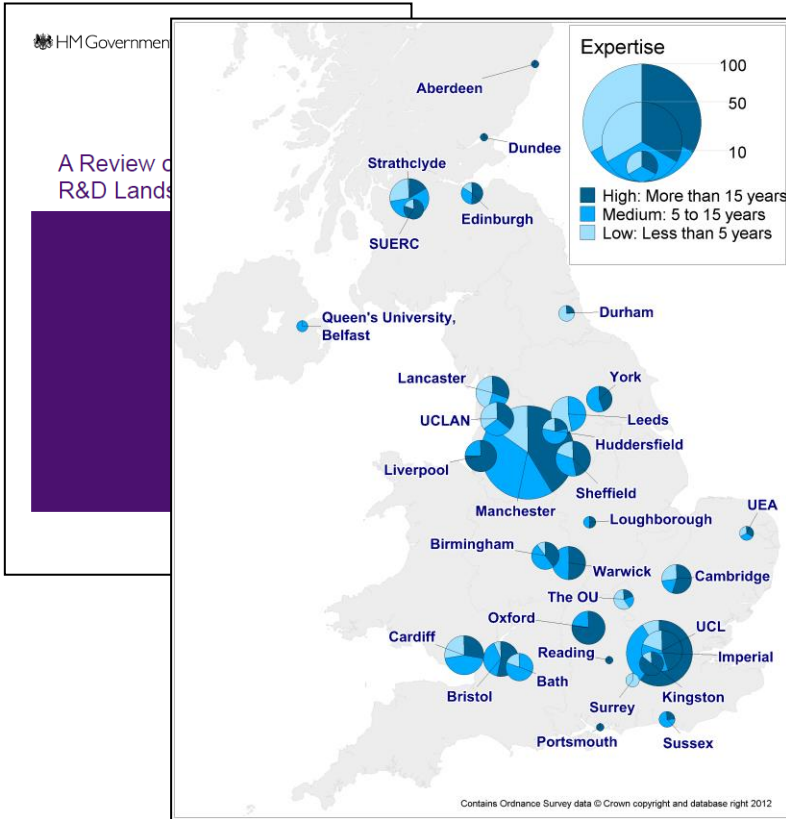 HM Governmen
A Review o
R&D Lands
Expertise
100
50
10
High: More than 15 years
Medium: 5 to 15 years
Low: Less than 5 years
Aberdeen
Dundee
Strathclyde
Edinburgh
SUERC
Queen's University,
Belfast
Durham
Lancaster
York
UCLAN
Leeds
Huddersfield
Liverpool
Sheffield
Manchester
Loughborough
UEA
Birmingham
Warwick
Cambridge
The OU
Oxford
UCL
Cardiff
Reading
Imperial
Bristol
Bath
Surrey
Kingston
Portsmouth
Sussex
Contains Ordnance Survey data © Crown copyright and database right 2012